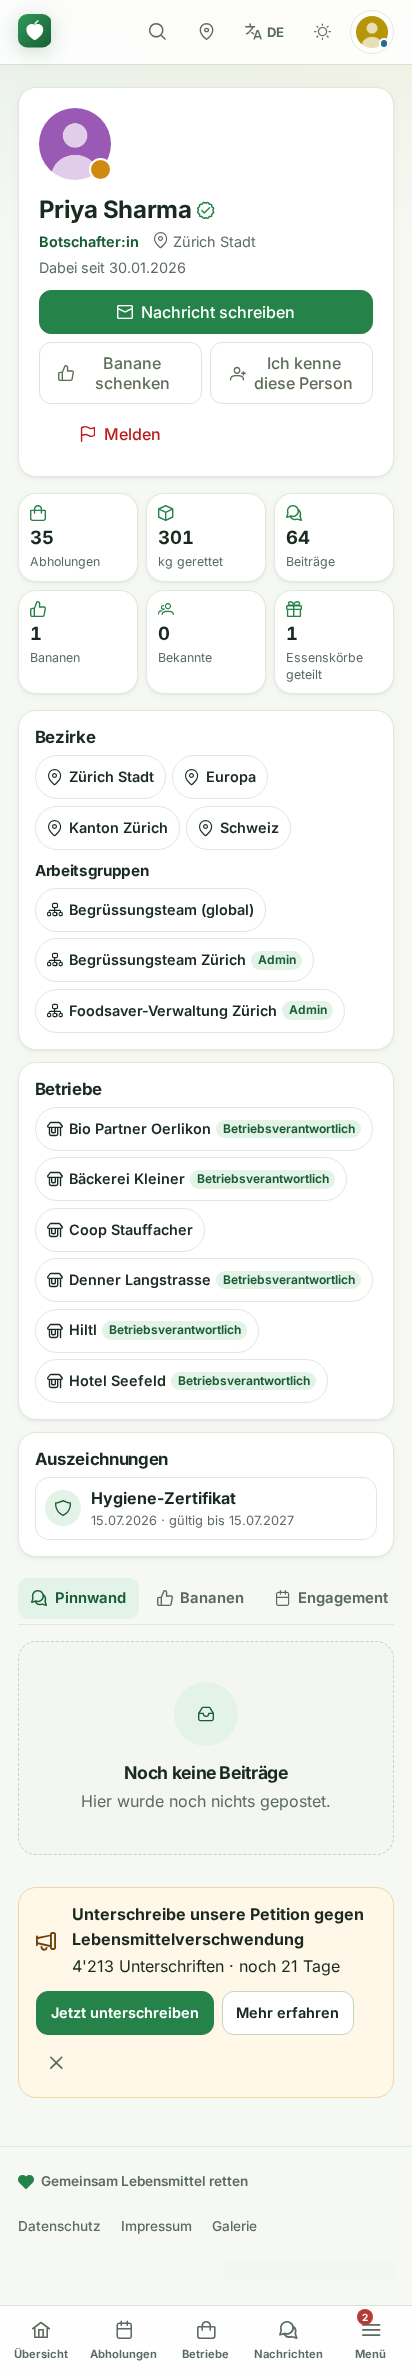 DE
Priya Sharma
Botschafter:in Zürich Stadt
Dabei seit 30.01.2026
Nachricht schreiben
Banane
schenken
Ich kenne
diese Person
Melden
35
Abholungen
301
kg gerettet
64
Beiträge
1
Bananen
0
Bekannte
1
Essenskörbe
geteilt
Bezirke
Zürich Stadt
Europa
Kanton Zürich
Schweiz
Arbeitsgruppen
Begrüssungsteam (global)
Begrüssungsteam Zürich Admin
Foodsaver-Verwaltung Zürich Admin
Betriebe
Bio Partner Oerlikon Betriebsverantwortlich
Bäckerei Kleiner Betriebsverantwortlich
Coop Stauffacher
Denner Langstrasse Betriebsverantwortlich
Hiltl Betriebsverantwortlich
Hotel Seefeld Betriebsverantwortlich
Auszeichnungen
Hygiene-Zertifikat
15.07.2026 · gültig bis 15.07.2027
Pinnwand
Bananen
Engagement
Noch keine Beiträge
Hier wurde noch nichts gepostet.
Unterschreibe unsere Petition gegen
Lebensmittelverschwendung
4'213 Unterschriften · noch 21 Tage
Jetzt unterschreiben
Mehr erfahren
Gemeinsam Lebensmittel retten
Datenschutz
Impressum
Galerie
Übersicht
Abholungen
Betriebe
Nachrichten
2
Menü